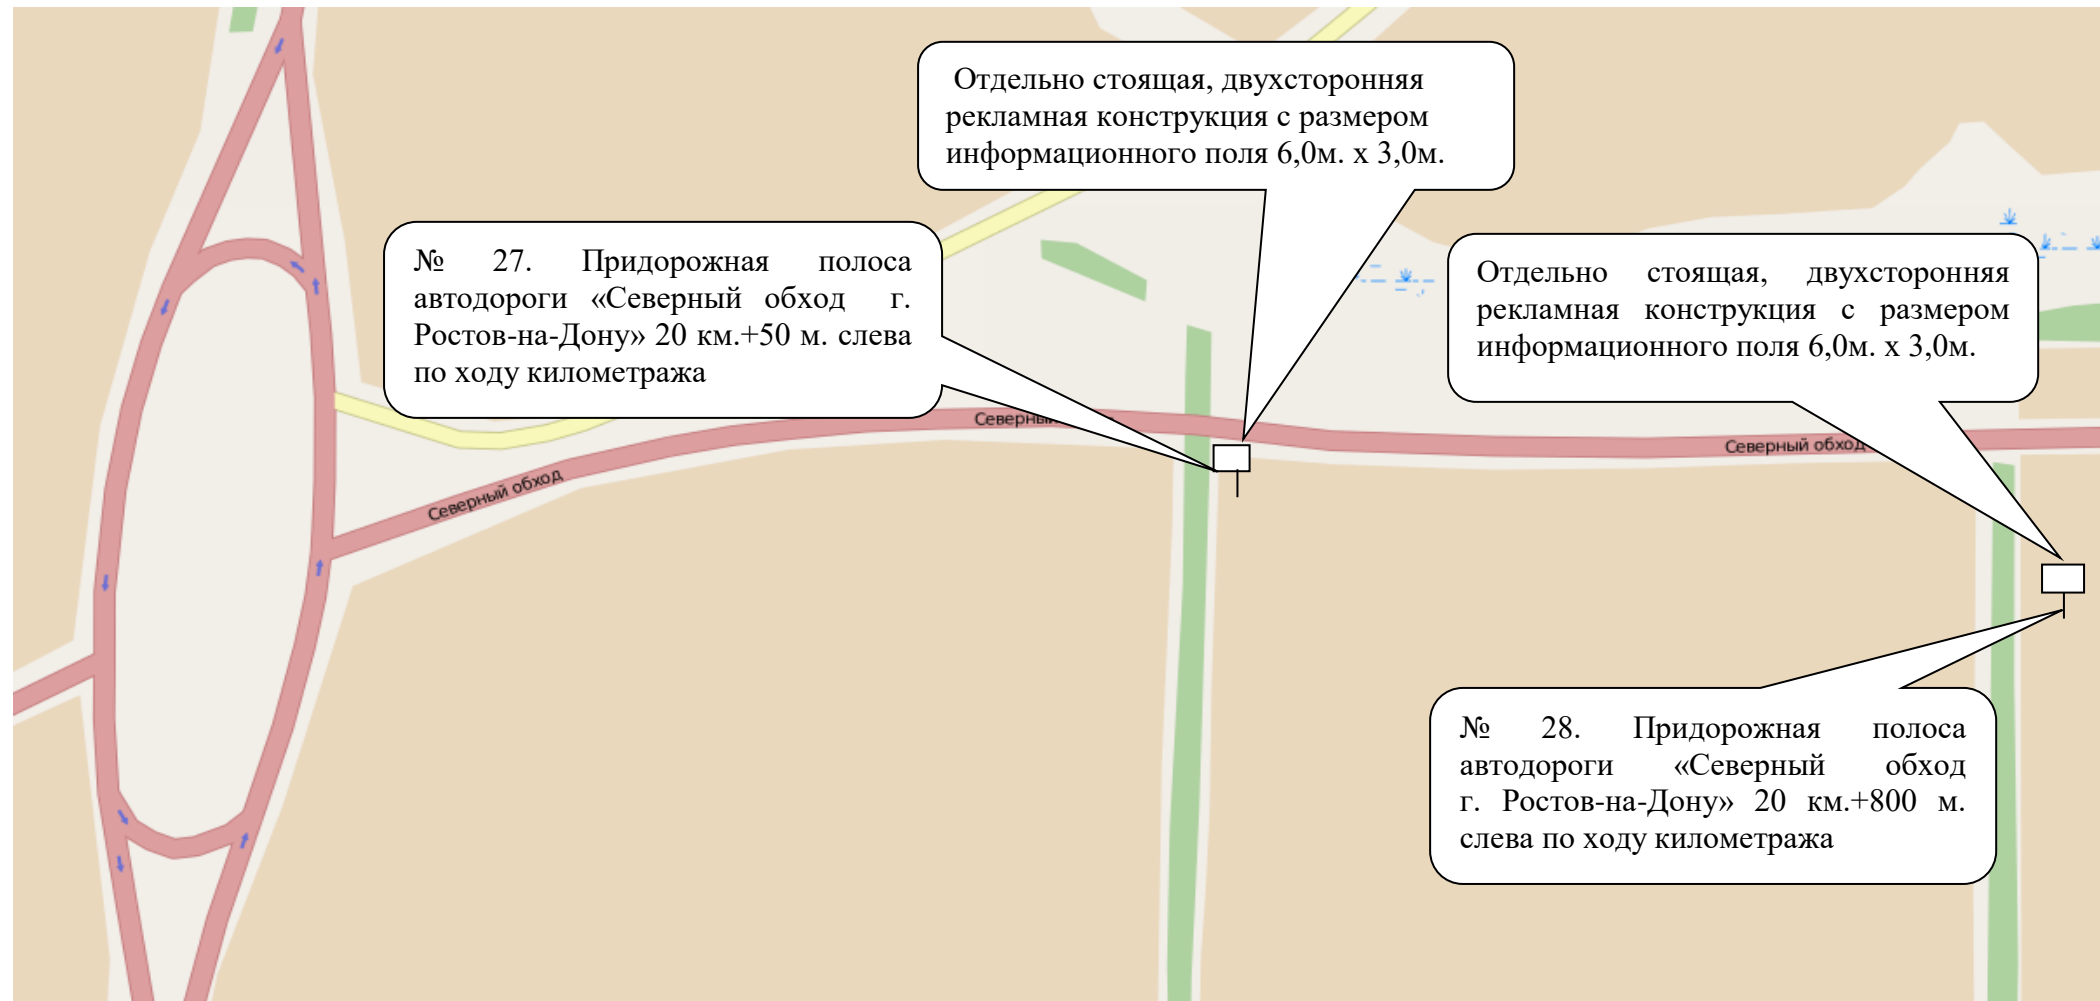 Отдельно стоящая, двухсторонняя
рекламная конструкция с размером
информационного поля 6,0м. х 3,0м.
№ 27. Придорожная полоса
автодороги «Северный обход г.
Ростов-на-Дону» 20 км.+50 м. слева
по ходу километража
Отдельно стоящая, двухсторонняя
рекламная конструкция с размером
информационного поля 6,0м. х 3,0м.
Северный
Северный обход
Северный обход
№ 28. Придорожная полоса
автодороги «Северный обход
г. Ростов-на-Дону» 20 км.+800 м.
слева по ходу километража